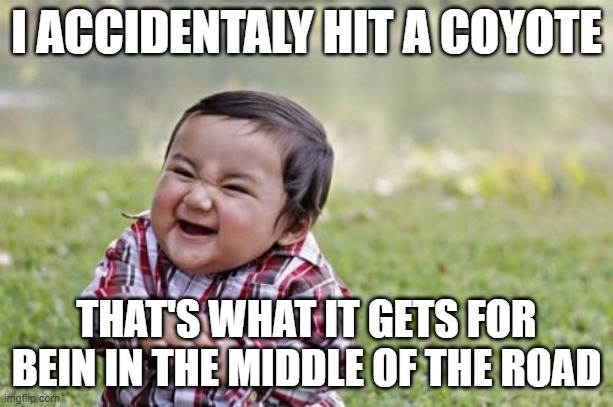 I ACCIDENTALY HIT A COYOTE
THAT'S WHAT IT GETS FOR
BEIN IN THE MIDDLE OF THE ROAD
imgflip.com